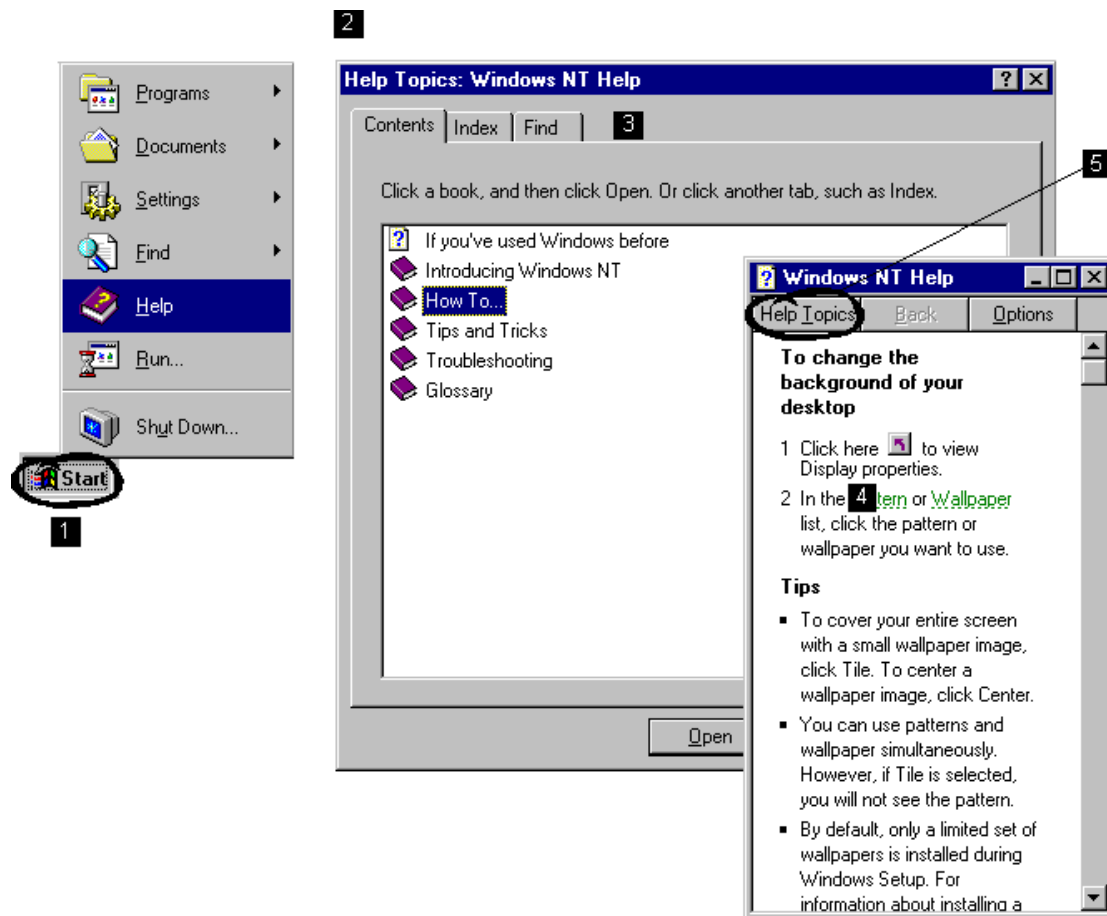 2
Programs
Documents
Settings
Find
Help
Run...
Shut Down...
Start
1
Help Topics: Windows NT Help
Contents Index Find 3
Click a book, and then click Open. Or click another tab, such as Index.
If you've used Windows before
Introducing Windows NT
How To...
Tips and Tricks
Troubleshooting
Glossary
Open
5
Windows NT Help
Help Topics Back Options
To change the
background of your
desktop
1 Click here to view
Display properties.
2 In the 4 tern or Wallpaper
list, click the pattern or
wallpaper you want to use.
Tips
▪ To cover your entire screen
with a small wallpaper image,
click Tile. To center a
wallpaper image, click Center.
▪ You can use patterns and
wallpaper simultaneously.
However, if Tile is selected,
you will not see the pattern.
▪ By default, only a limited set of
wallpapers is installed during
Windows Setup. For
information about installing a